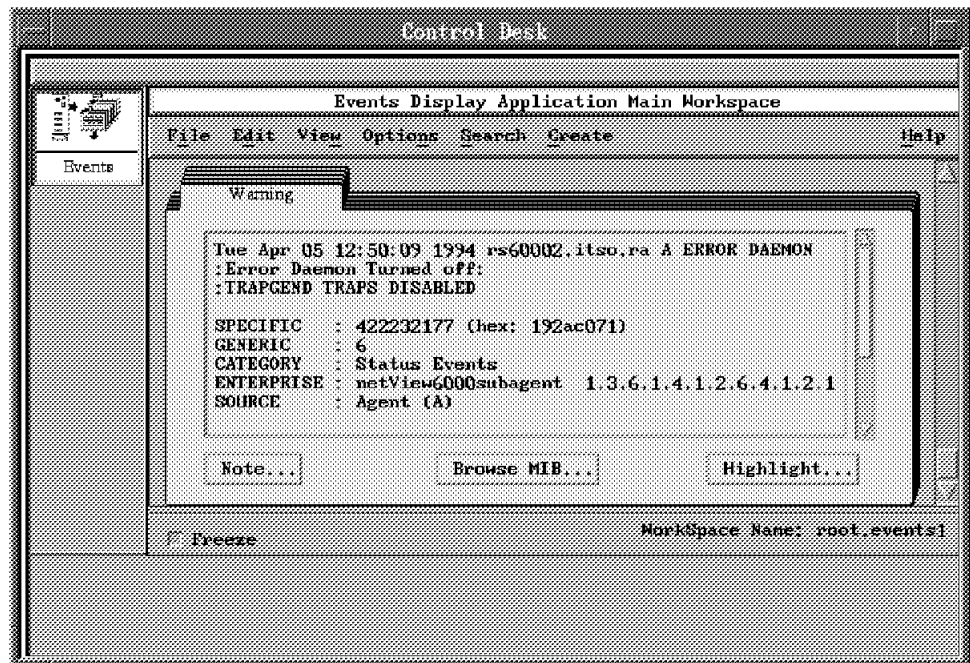 Control Desk
Events Display Application Main Workspace
File Edit View Options Search Create Help
Events
Warning
Tue Apr 05 12:50:09 1994 rs60002.itso.ra A ERROR DAEMON
:Error Daemon Turned off:
:TRAPGEND TRAPS DISABLED
SPECIFIC : 422232177 (hex: 192ac071)
GENERIC : 6
CATEGORY : Status Events
ENTERPRISE : netView6000subagent 1.3.6.1.4.1.2.6.4.1.2.1
SOURCE : Agent (A)
Note... Browse MIB... Highlight...
Freeze WorkSpace Name: root.events1